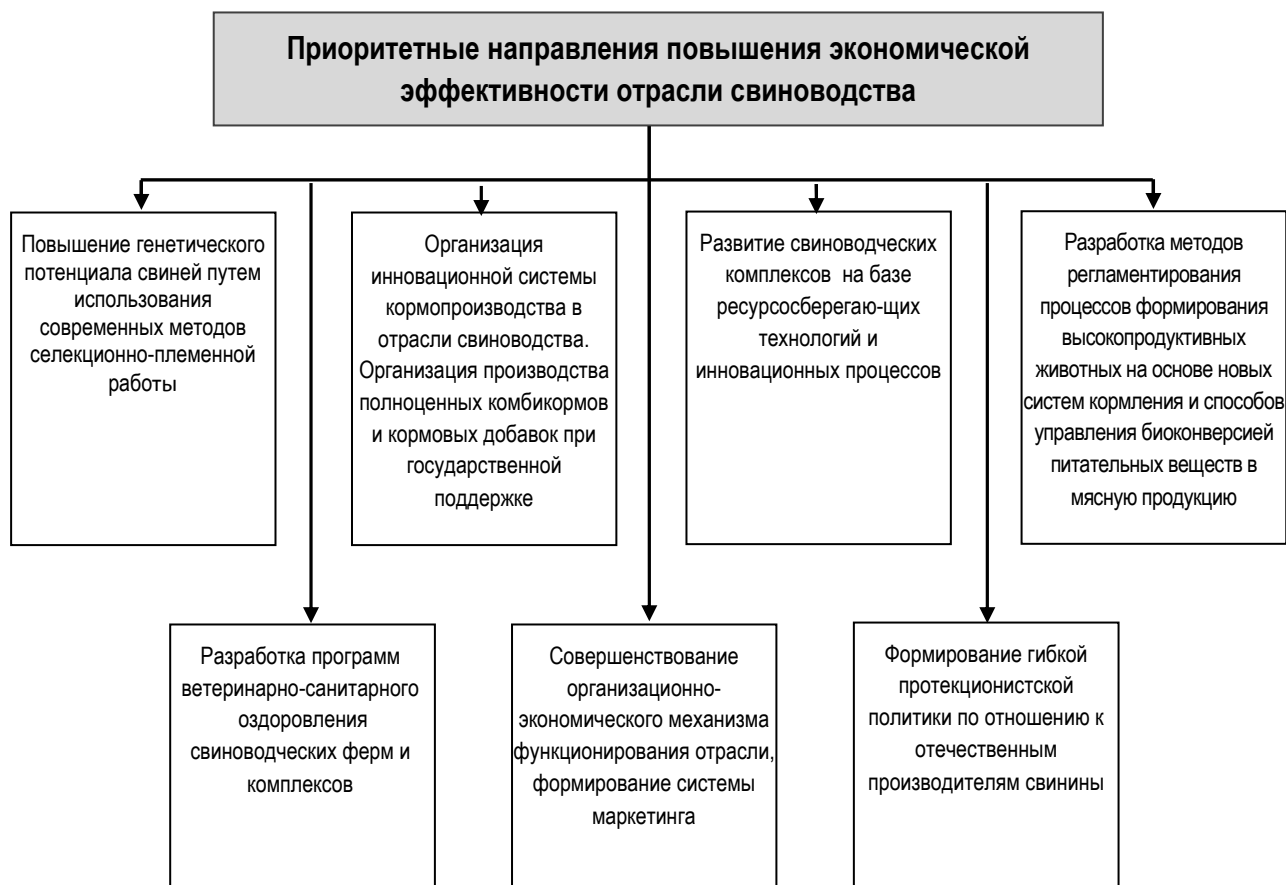 Приоритетные направления повышения экономической
эффективности отрасли свиноводства
Повышение генетического
потенциала свиней путем
использования
современных методов
селекционно-племенной
работы
Организация
инновационной системы
кормопроизводства в
отрасли свиноводства.
Организация производства
полноценных комбикормов
и кормовых добавок при
государственной
поддержке
Развитие свиноводческих
комплексов на базе
ресурсосберегаю-щих
технологий и
инновационных процессов
Разработка методов
регламентирования
процессов формирования
высокопродуктивных
животных на основе новых
систем кормления и способов
управления биоконверсией
питательных веществ в
мясную продукцию
Разработка программ
ветеринарно-санитарного
оздоровления
свиноводческих ферм и
комплексов
Совершенствование
организационно-
экономического механизма
функционирования отрасли,
формирование системы
маркетинга
Формирование гибкой
протекционистской
политики по отношению к
отечественным
производителям свинины